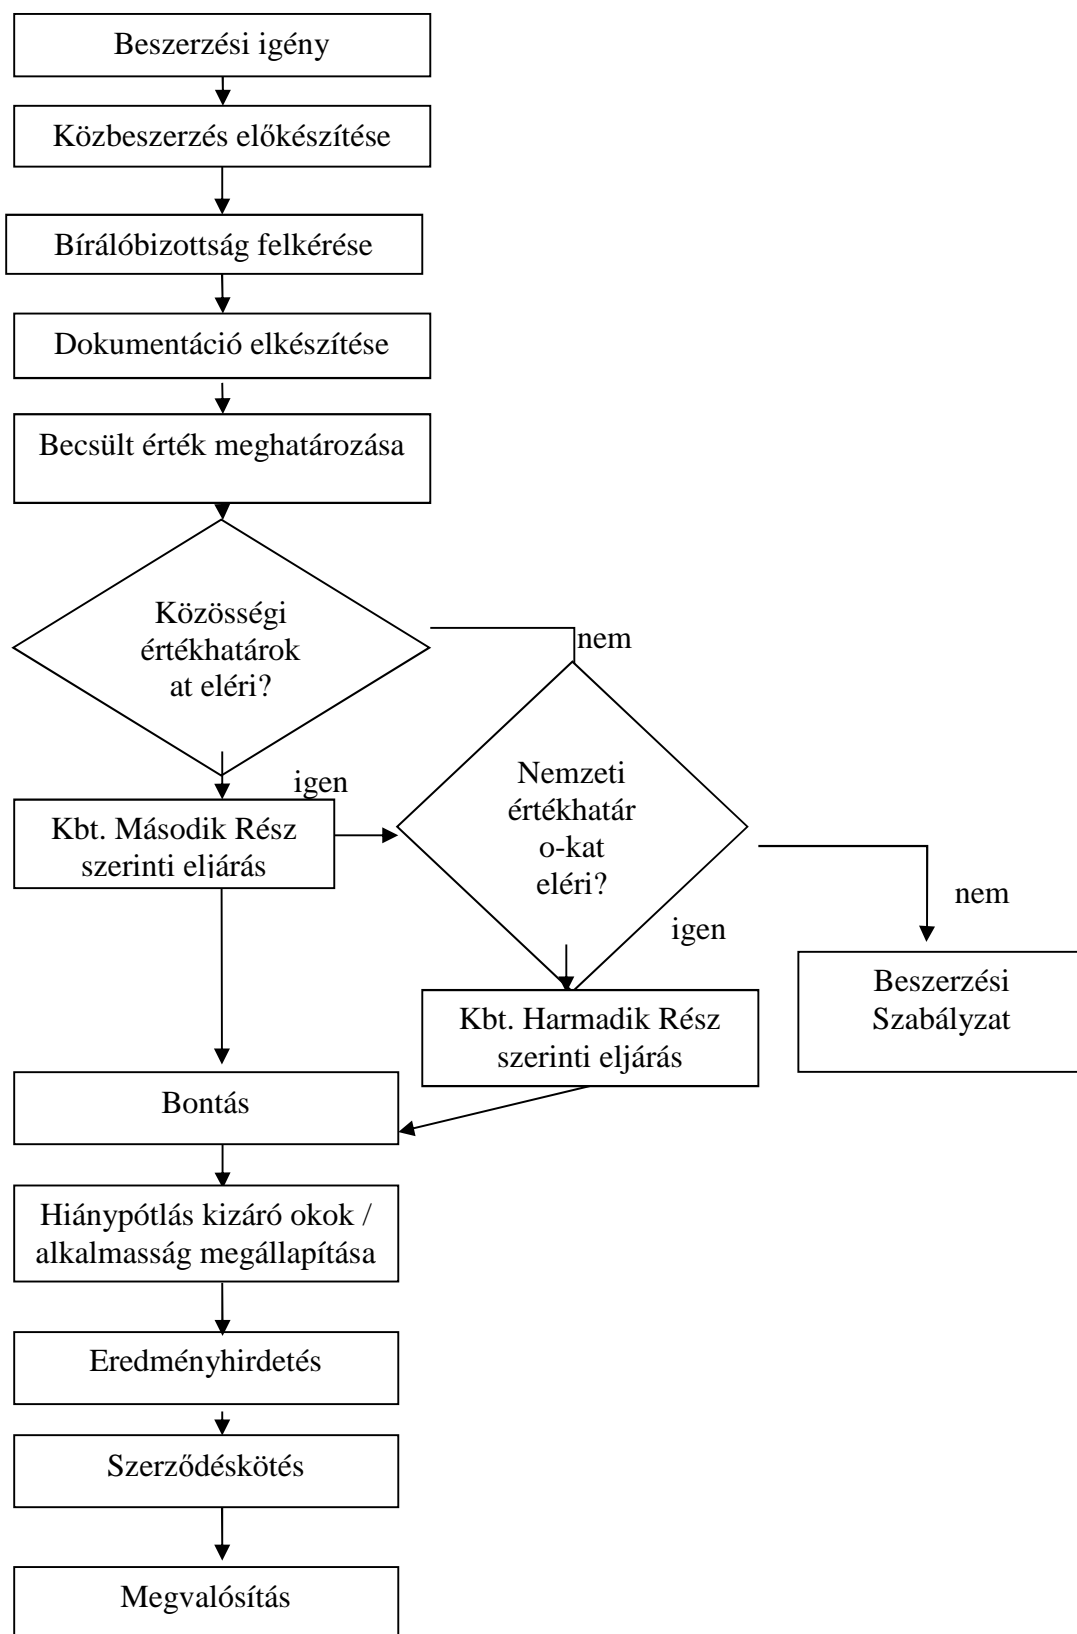 Beszerzési igény
Közbeszerzés előkészítése
Bírálóbizottság felkérése
Dokumentáció elkészítése
Becsült érték meghatározása
Közösségi
értékhatárok
at eléri?
nem
igen
Nemzeti
értékhatár
o-kat
eléri?
Kbt. Második Rész
szerinti eljárás
nem
igen
Beszerzési
Szabályzat
Kbt. Harmadik Rész
szerinti eljárás
Bontás
Hiánypótlás kizáró okok /
alkalmasság megállapítása
Eredményhirdetés
Szerződéskötés
Megvalósítás